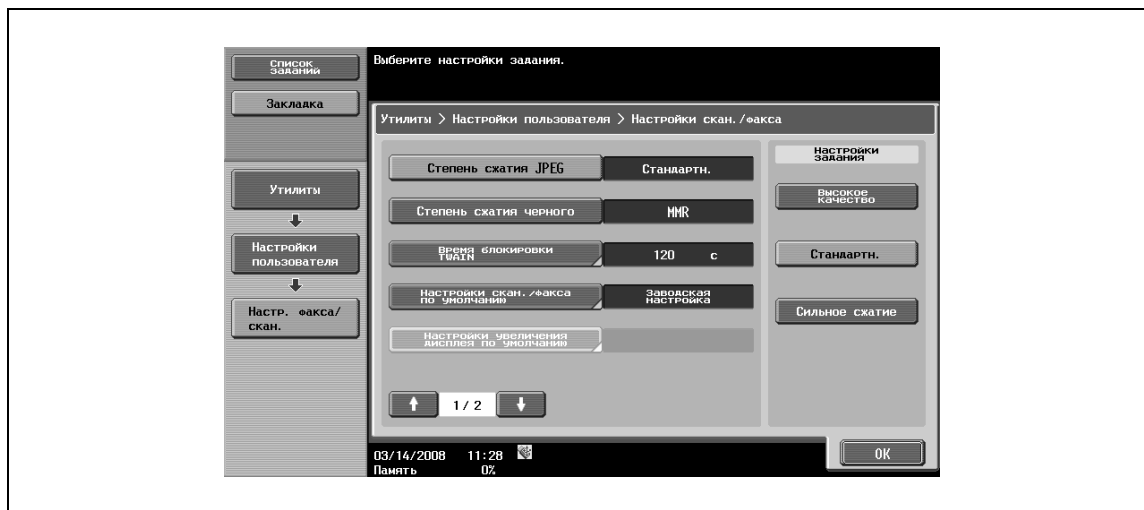 Список
заданий
Закладка
Утилиты
Настройки
пользователя
Настр. факса/
скан.
Выберите настройки задания.
Утилиты > Настройки пользователя > Настройки скан./факса
Степень сжатия JPEG
Стандартн.
Степень сжатия черного
MMR
Время блокировки
TWAIN
120 с
Настройки скан./факса
по умолчанию
Заводская
настройка
Настройки увеличения
дисплея по умолчанию
1/ 2
Настройки
задания
Высокое
качество
Стандартн.
Сильное сжатие
03/14/2008 11:28
Память 0%
OK